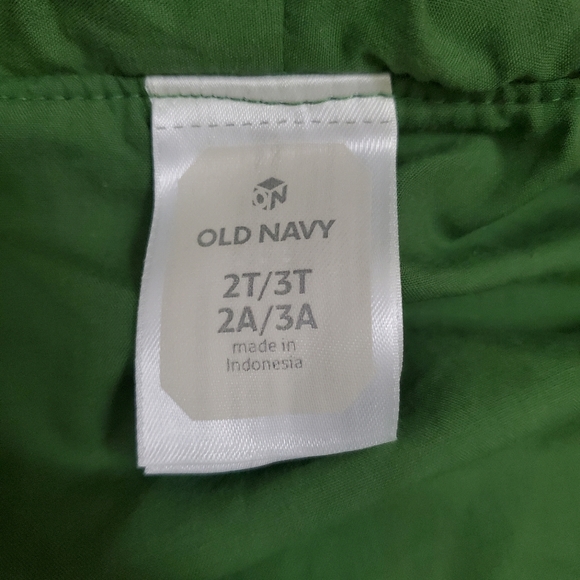 ON
OLD NAVY
2T/3T
2A/3A
made in
Indonesia